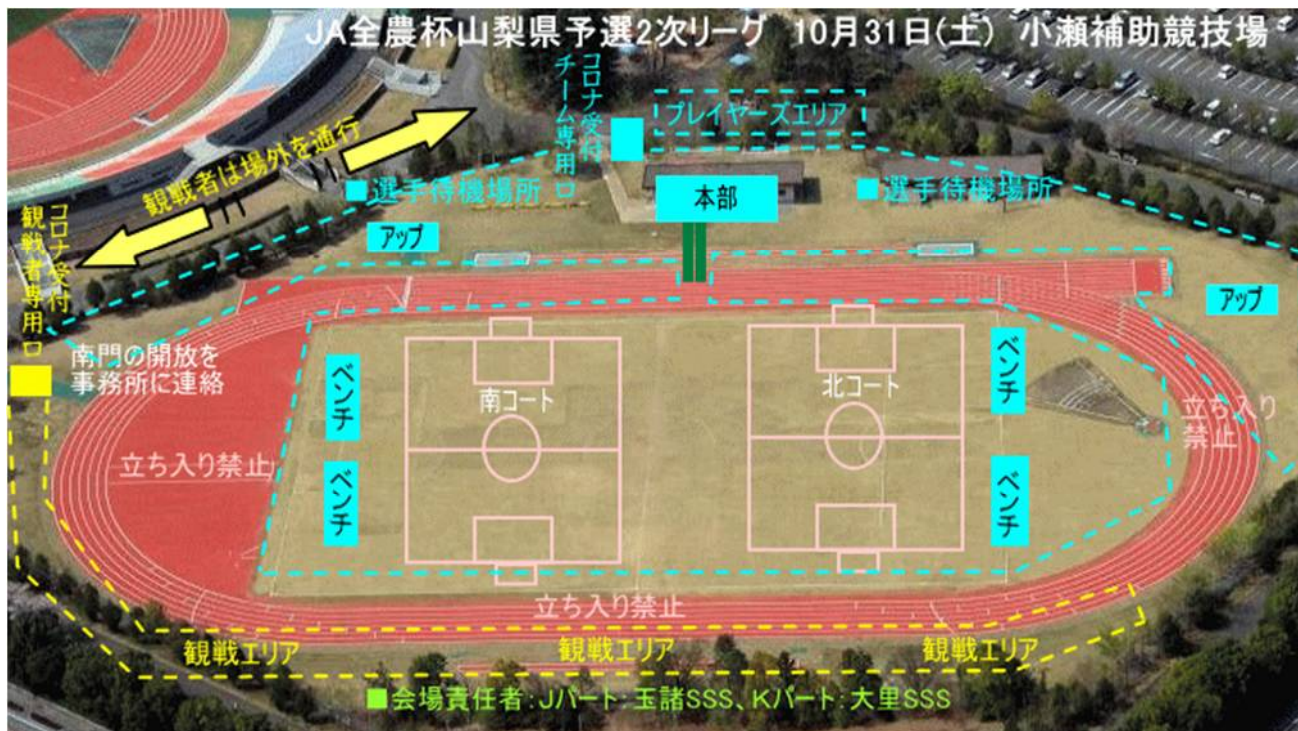 JA全農杯山梨県予選2次リーグ 10月31日(土) 小瀬補助競技場
コロナ受付
チーム専用口
プレイヤーズエリア
観戦者は場外を通行
■選手待機場所
本部
■選手待機場所
コロナ受付
観戦者専用口
アップ
アップ
南門の開放を
事務所に連絡
ベンチ
南コート
北コート
ベンチ
立ち入り
禁止
立ち入り禁止
ベンチ
ベンチ
立ち入り禁止
観戦エリア
観戦エリア
観戦エリア
■会場責任者:Jパート:玉諸SSS、Kパート:大里SSS